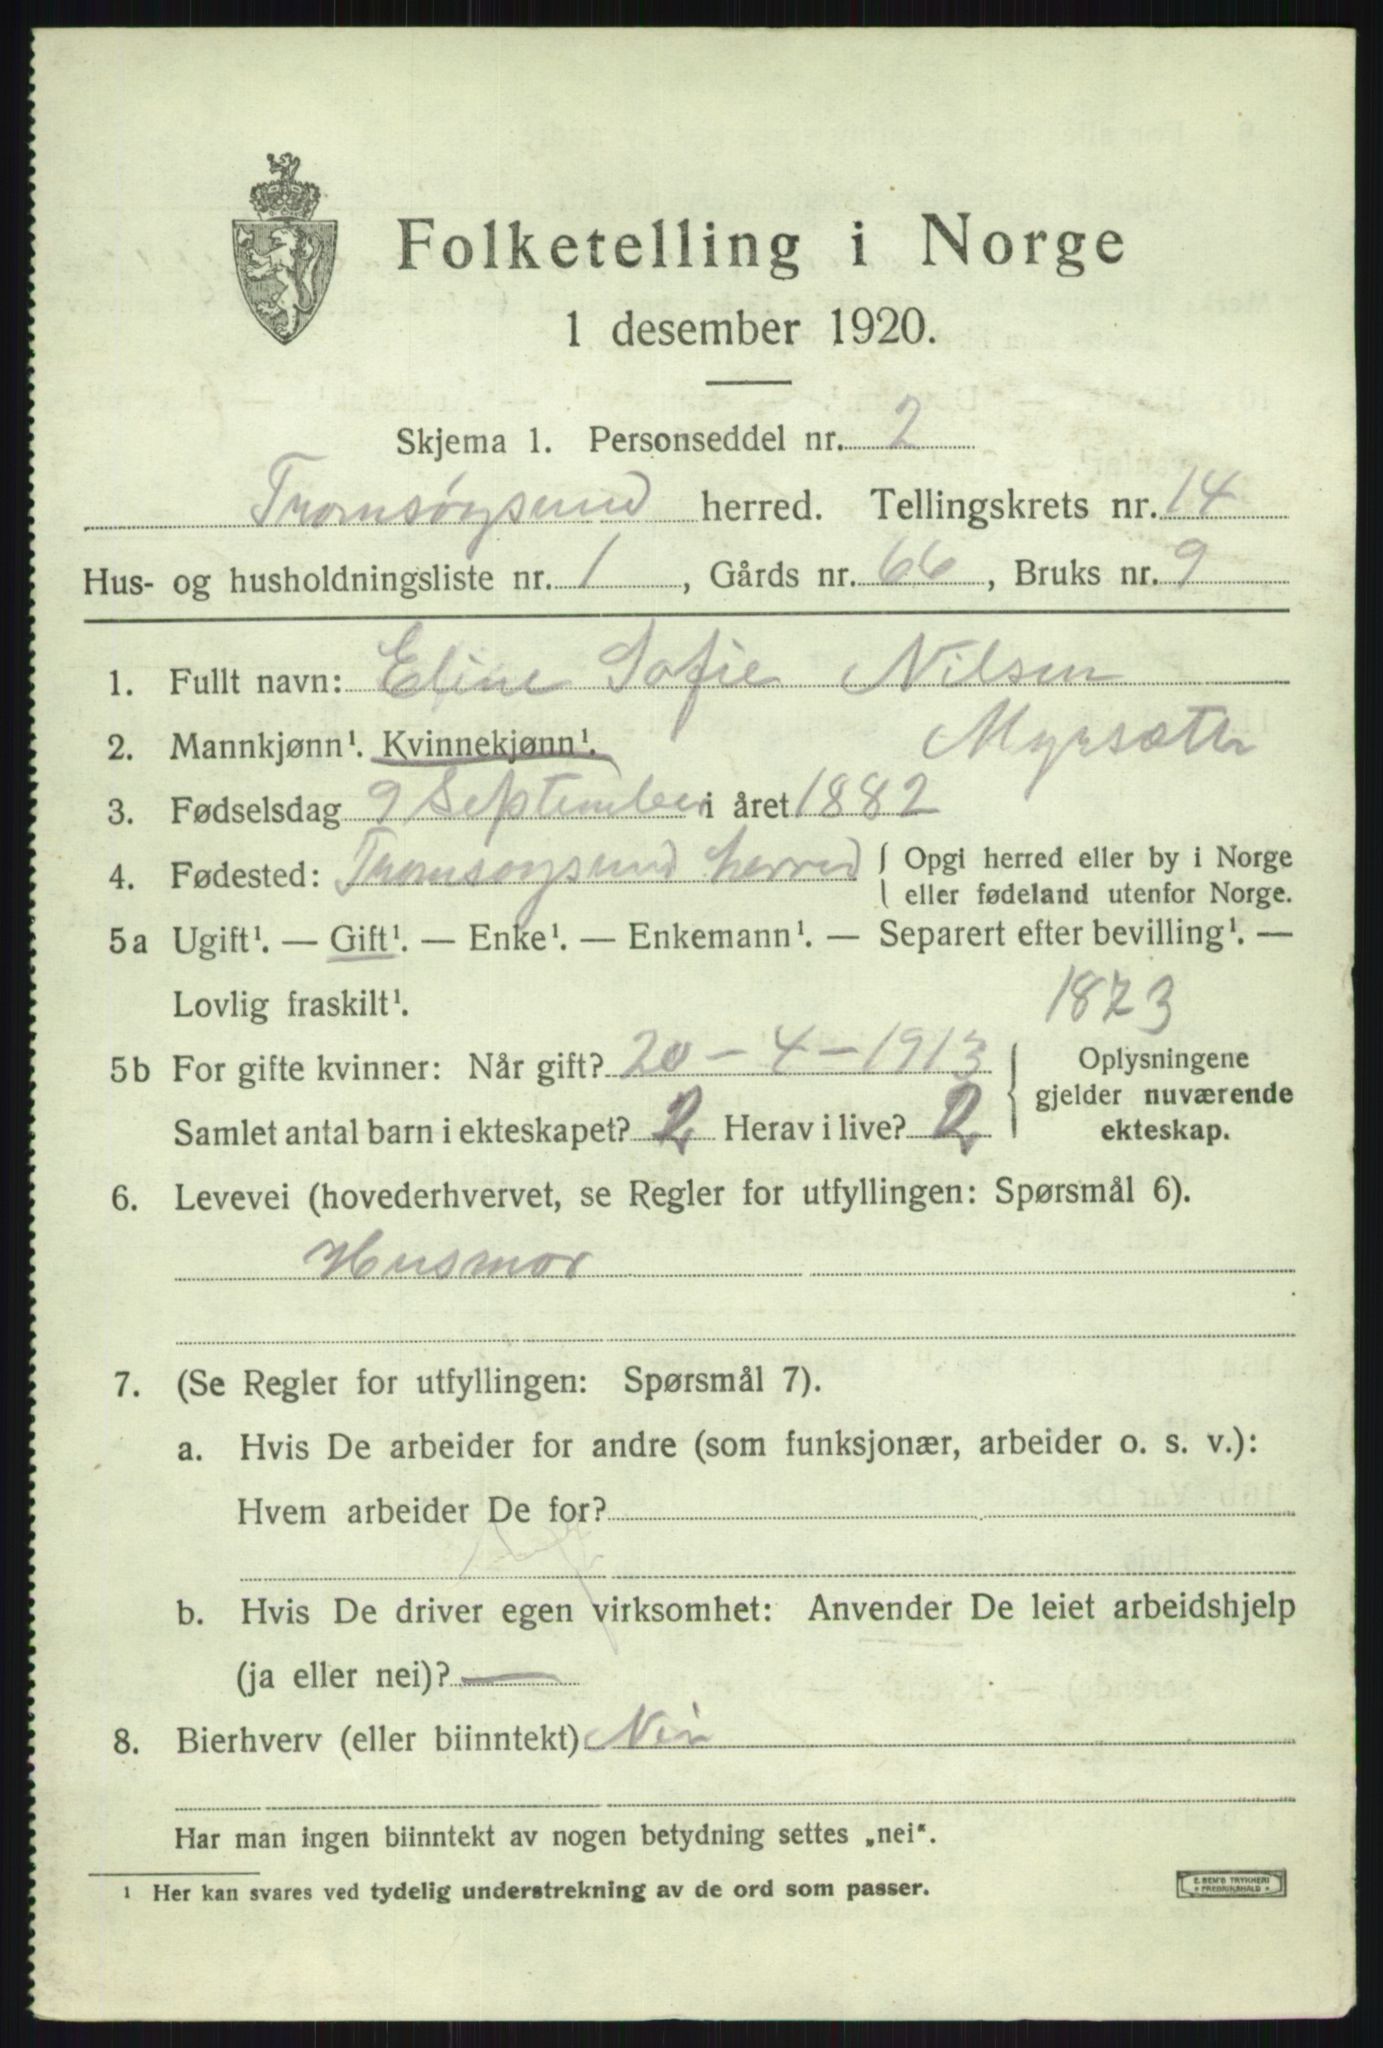 Folketelling i Norge
1 desember 1920.
Skjema 1. Personseddel nr. 2
Tromsøysund herred. Tellingskrets nr. 14
Hus- og husholdningsliste nr. 1, Gårds nr. 66, Bruks nr. 9
1. Fullt navn: Eline Sofie Nilsen
Myrsæter
2. Mannkjønn¹. Kvinnekjønn¹.
3. Fødselsdag 9 September i året 1882
4. Fødested: Tromsøysund herred { Opgi herred eller by i Norge
eller fødeland utenfor Norge.
5a Ugift¹. — Gift¹. — Enke¹. — Enkemann¹. — Separert efter bevilling¹. —
Lovlig fraskilt¹.
1873
5b For gifte kvinner: Når gift? 20-4-1913
Samlet antal barn i ekteskapet? 2 Herav i live? 2
Oplysningene
gjelder nuværende
ekteskap.
6. Levevei (hovederhvervet, se Regler for utfyllingen: Spørsmål 6).
Husmor
7. (Se Regler for utfyllingen: Spørsmål 7).
a. Hvis De arbeider for andre (som funksjonær, arbeider o. s. v.):
Hvem arbeider De for?
b. Hvis De driver egen virksomhet: Anvender De leiet arbeidshjelp
(ja eller nei)? —
8. Bierhverv (eller biinntekt) Nei
Har man ingen biinntekt av nogen betydning settes „nei“.
¹ Her kan svares ved tydelig understrekning av de ord som passer.
E. SEM'S TRYKKERI
• FREDRIKSHALD •